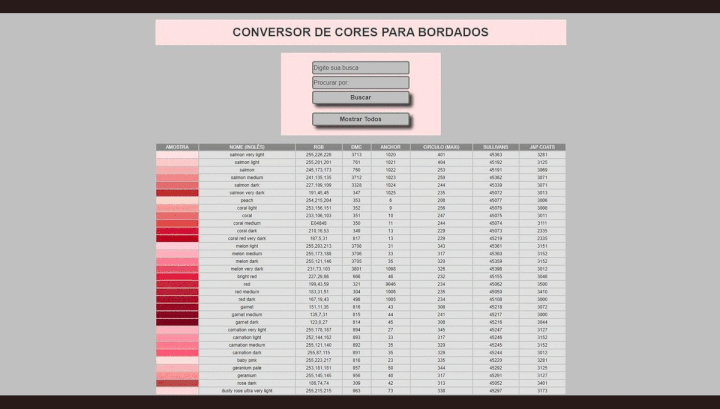 CONVERSOR DE CORES PARA BORDADOS
Digite sua busca
Procurar por
Buscar
Mostrar Todos
AMOSTRA NOME (INGLÊS) RGB DMC ANCHOR CIRCULO (MAXI) SULLIVANS J&P COATS
salmon very light 255,226,226 3713 1020 401 45363 3281
salmon light 255,201,201 761 1021 404 45191
salmon 245,173,173 760 1022 253 45191 3069
salmon medium 241,135,135 3712 1023 250 45362 3071
salmon dark 227,109,109 3328 1024 244 45339 3071
salmon very dark 191,45,45 347 1025 235 45072 3013
peach 254,215,204 353 6 208 45077 3006
coral light 253,156,151 352 9 45076 3008
coral 233,106,103 351 10 247 45075 3011
coral medium E04848 350 11 244 45074 3111
coral dark 210,16,53 349 13 229 45073 2335
coral red very dark 187,5,31 817 13 229 45219 2335
melon light 255,203,213 3708 31 343 45361 3151
melon medium 255,173,188 3706 33 317 45360 3152
melon dark 255,121,146 3705 35 320 45359 3152
melon very dark 231,73,103 3801 1098 326 45398 3012
bright red 227,29,66 666 46 232 45155 3046
red 199,43,59 321 9046 234 45062 3500
red medium 183,31,51 304 1006 235 45059 3410
red dark 167,19,43 498 1005 234 45108 3000
garnet 151,11,35 816 43 308 45218 3072
garnet medium 135,7,31 815 44 241 45217 3000
garnet dark 123,0,27 814 45 308 45216 3044
carnation very light 255,178,187 894 27 345 45247 3127
carnation light 252,144,162 893 33 317 45246 3152
carnation medium 255,121,140 892 35 320 45245 3152
carnation dark 255,87,115 891 35 328 45244 3012
baby pink 255,223,217 818 23 335 45220 3281
geranium pale 253,181,181 957 50 344 45292 3125
geranium 255,145,145 956 40 317 45291 3127
rose dark 186,74,74 309 42 313 45052 3401
dusty rose ultra very light 255,215,215 963 73 45297 3173